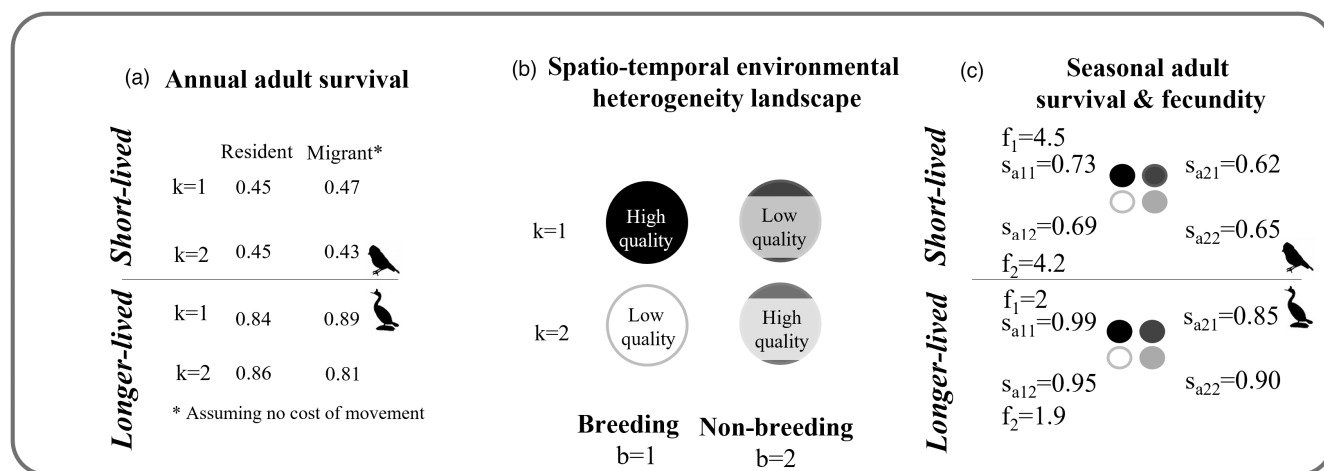 (a) Annual adult survival
Short-lived
Resident Migrant*
k=1 0.45 0.47
k=2 0.45 0.43
Longer-lived
k=1 0.84 0.89
k=2 0.86 0.81
* Assuming no cost of movement
(b) Spatio-temporal environmental
heterogeneity landscape
k=1
High
quality
Low
quality
k=2
Low
quality
High
quality
Breeding
b=1
Non-breeding
b=2
(c) Seasonal adult
survival & fecundity
Short-lived
f1=4.5
sa11=0.73 sa21=0.62
sa12=0.69 sa22=0.65
f2=4.2
Longer-lived
f1=2
sa11=0.99 sa21=0.85
sa12=0.95 sa22=0.90
f2=1.9